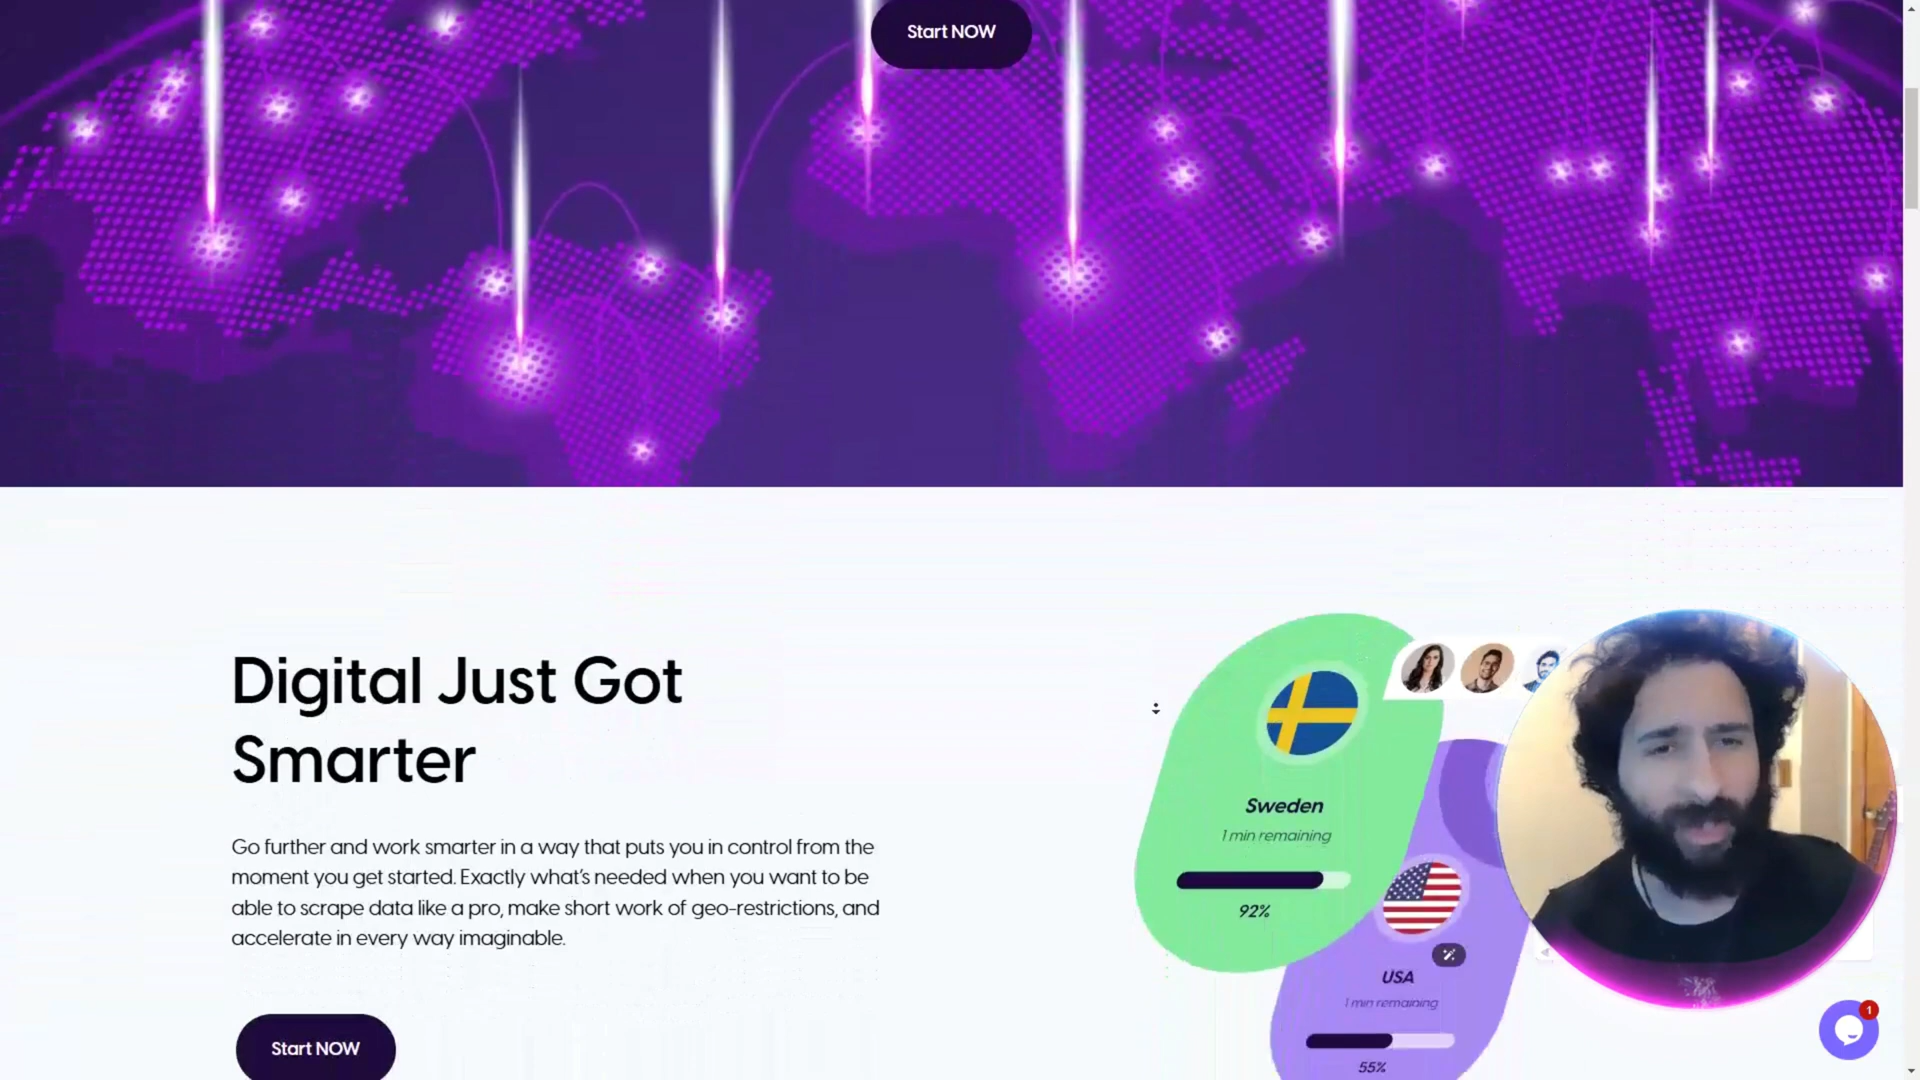 Start NOW
Digital Just Got
Smarter
Go further and work smarter in a way that puts you in control from the
moment you get started. Exactly what's needed when you want to be
able to scrape data like a pro, make short work of geo-restrictions, and
accelerate in every way imaginable.
Start NOW
Sweden
1 min remaining
92%
USA
1 min remaining
55%
1